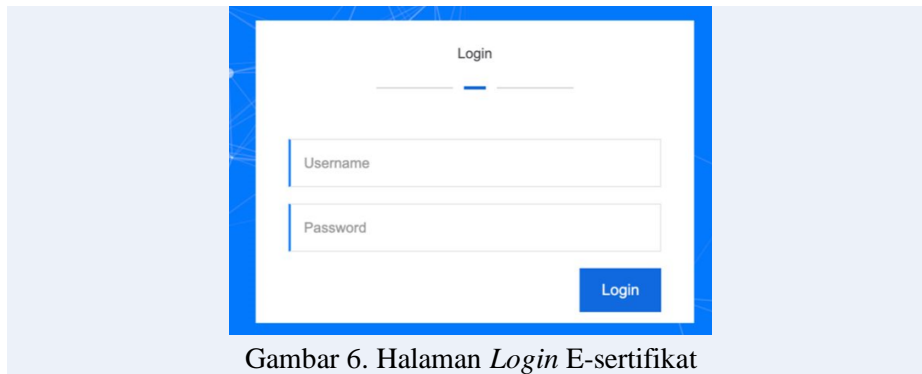 Login
Username
Password
Login
Gambar 6. Halaman Login E-sertifikat